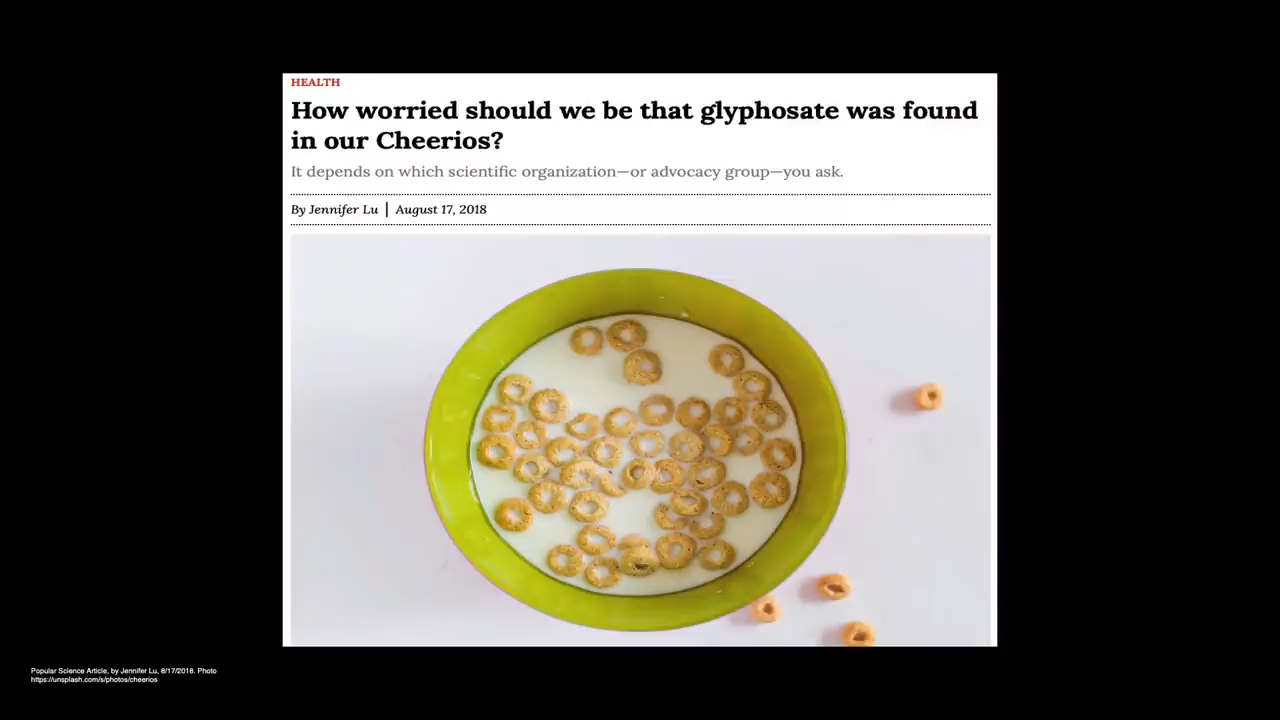 HEALTH
How worried should we be that glyphosate was found
in our Cheerios?
It depends on which scientific organization—or advocacy group—you ask.
By Jennifer Lu | August 17, 2018
Popular Science Article, by Jennifer Lu, 8/17/2018. Photo
https://unsplash.com/s/photos/cheerios